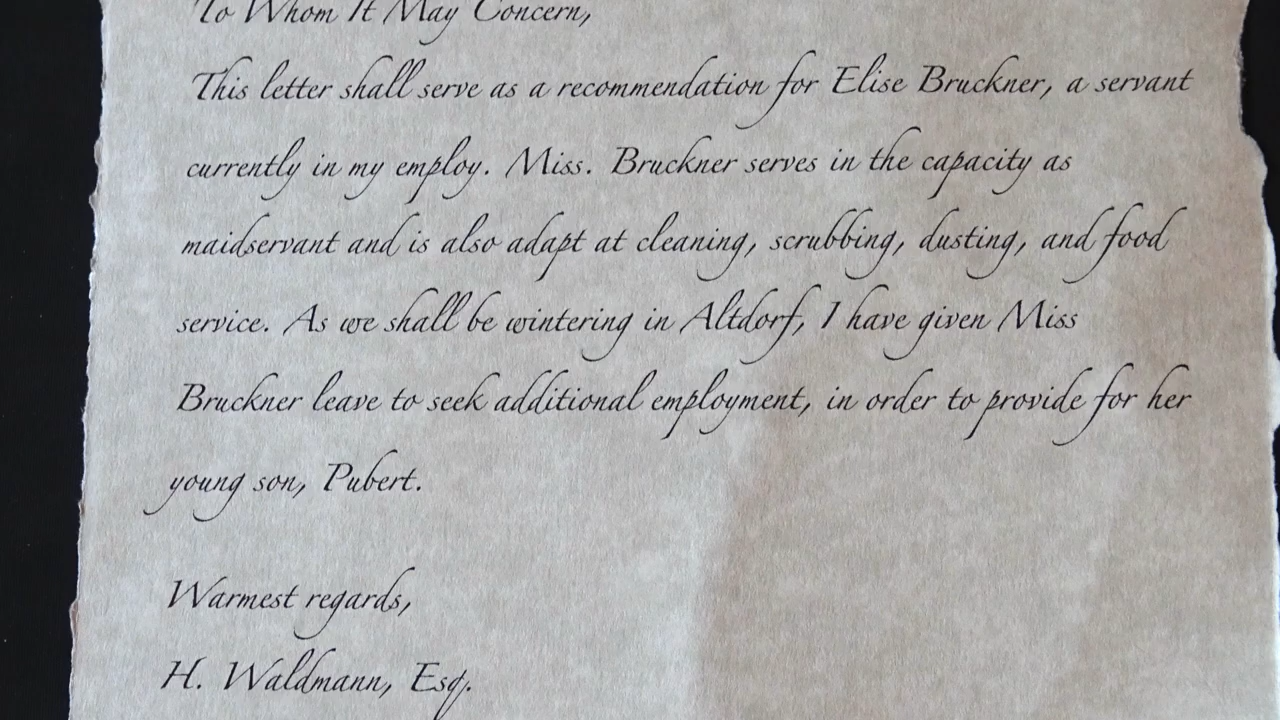 To Whom It May Concern,
This letter shall serve as a recommendation for Elise Bruckner, a servant
currently in my employ. Miss. Bruckner serves in the capacity as
maidservant and is also adapt at cleaning, scrubbing, dusting, and food
service. As we shall be wintering in Altdorf, I have given Miss
Bruckner leave to seek additional employment, in order to provide for her
young son, Pubert.
Warmest regards,
H. Waldmann, Esq.